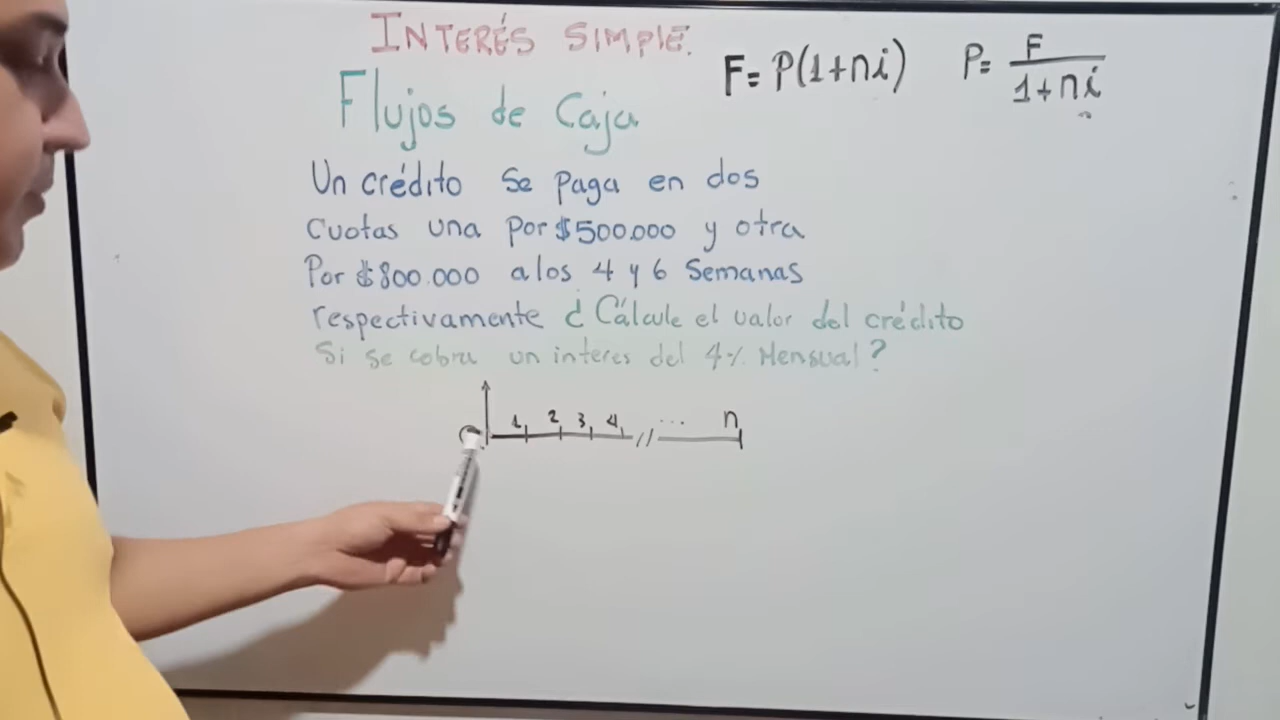 INTERÉS SIMPLE.
F= P(1+ni) P= F/1+ni
Flujos de Caja
Un crédito se paga en dos
cuotas una por $500.000 y otra
Por $800.000 a los 4 y 6 Semanas
respectivamente ¿ Cálcule el valor del crédito
Si se cobra un interes del 4% Mensual?
0 1 2 3 4 // ... n